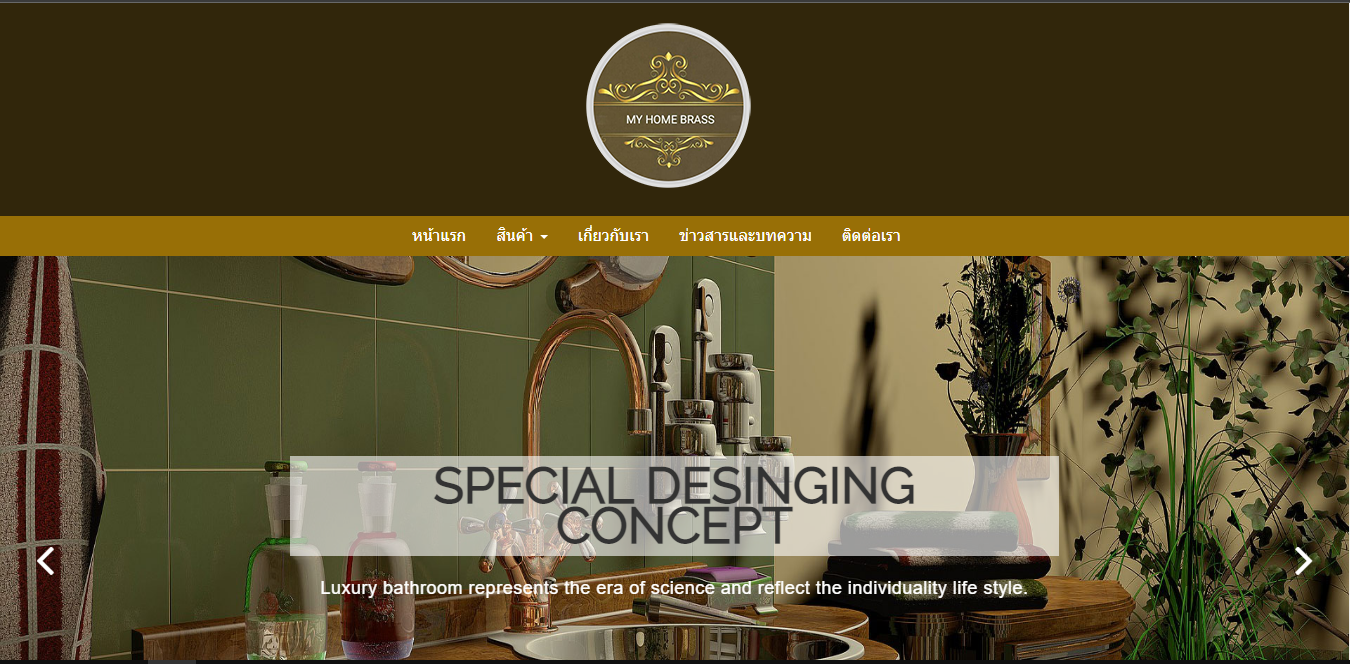 MY HOME BRASS
หน้าแรก สินค้า เกี่ยวกับเรา ข่าวสารและบทความ ติดต่อเรา
SPECIAL DESINGING
CONCEPT
Luxury bathroom represents the era of science and reflect the individuality life style.